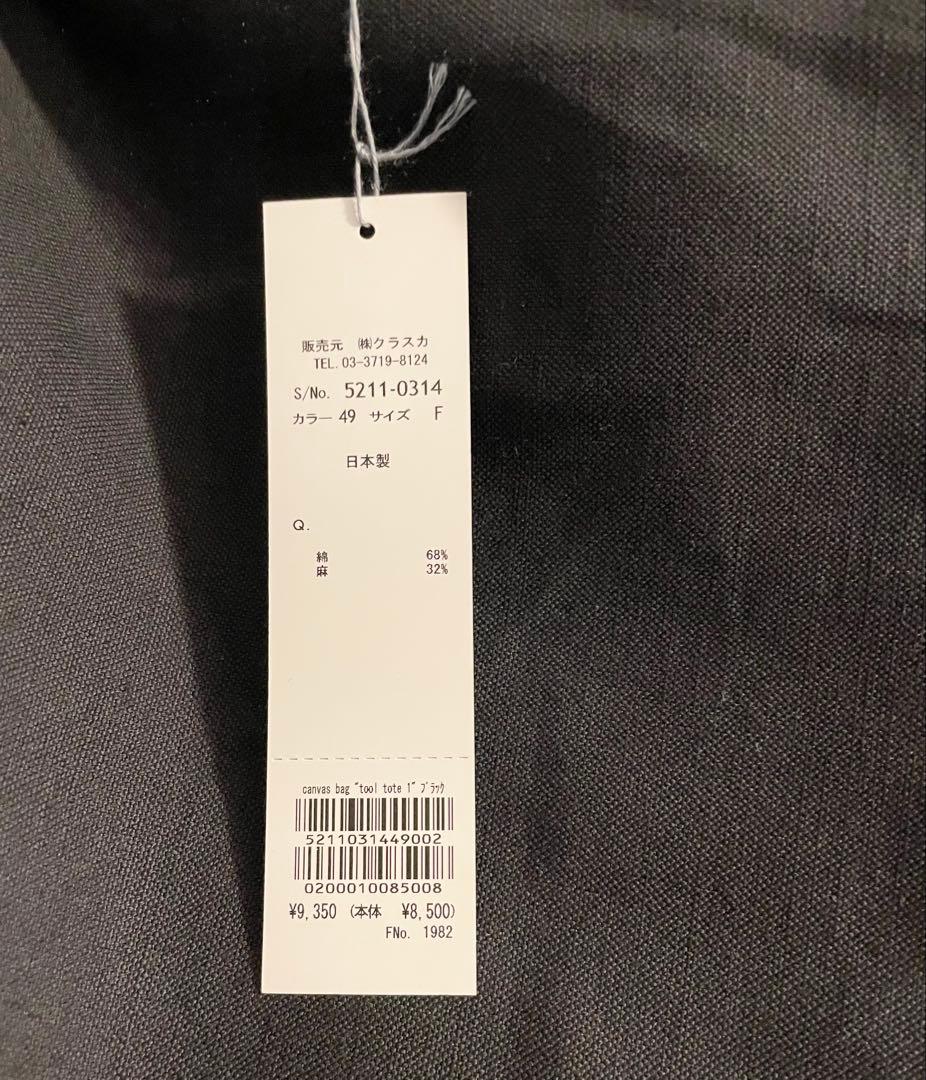 販売元 ㈱クラスカ
TEL.03-3719-8124
S/No. 5211-0314
カラー 49 サイズ F
日本製
Q.
綿 68%
麻 32%
canvas bag "tool tote 1" ブラック
5211031449002
0200010085008
¥9,350 (本体 ¥8,500)
FNo. 1982